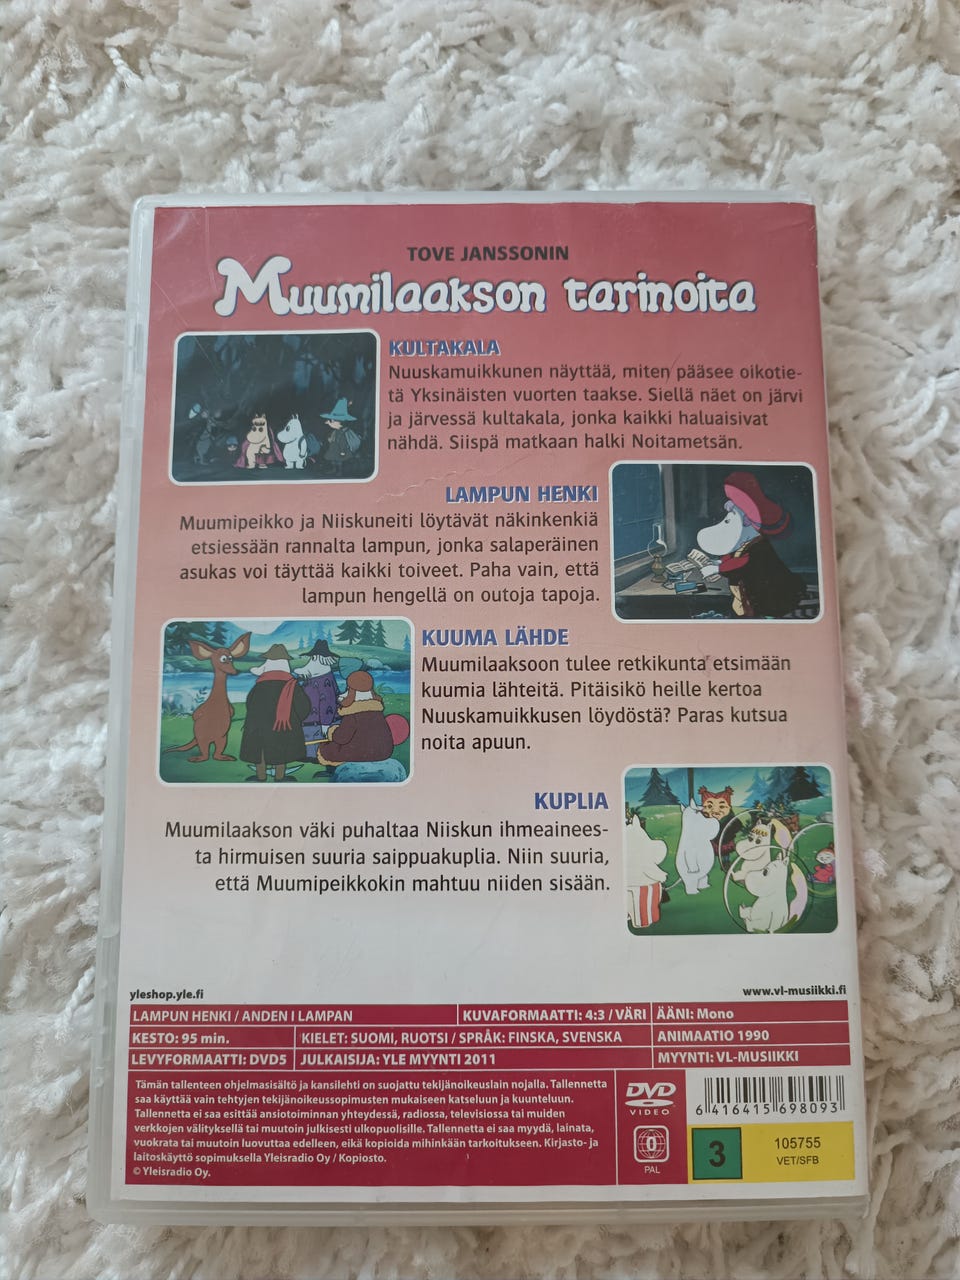 TOVE JANSSONIN
Muumilaakson tarinoita
KULTAKALA
Nuuskamuikkunen näyttää, miten pääsee oikotie-
tä Yksinäisten vuorten taakse. Siellä näet on järvi
ja järvessä kultakala, jonka kaikki haluaisivat
nähdä. Siispä matkaan halki Noitametsän.
LAMPUN HENKI
Muumipeikko ja Niiskuneiti löytävät näkinkenkiä
etsiessään rannalta lampun, jonka salaperäinen
asukas voi täyttää kaikki toiveet. Paha vain, että
lampun hengellä on outoja tapoja.
KUUMA LÄHDE
Muumilaaksoon tulee retkikunta etsimään
kuumia lähteitä. Pitäisikö heille kertoa
Nuuskamuikkusen löydöstä? Paras kutsua
noita apuun.
KUPLIA
Muumilaakson väki puhaltaa Niiskun ihmeainees-
ta hirmuisen suuria saippuakuplia. Niin suuria,
että Muumipeikkokin mahtuu niiden sisään.
yleshop.yle.fi
www.vl-musiikki.fi
LAMPUN HENKI / ANDEN I LAMPAN
KUVAFORMAATTI: 4:3 / VÄRI
ÄÄNI: Mono
KESTO: 95 min.
KIELET: SUOMI, RUOTSI / SPRÅK: FINSKA, SVENSKA
ANIMAATIO 1990
LEVYFORMAATTI: DVD5
JULKAISIJA: YLE MYYNTI 2011
MYYNTI: VL-MUSIIKKI
Tämän tallenteen ohjelmasisältö ja kansilehti on suojattu tekijänoikeuslain nojalla. Tallennetta
saa käyttää vain tehtyjen tekijänoikeussopimusten mukaiseen katseluun ja kuunteluun.
Tallennetta ei saa esittää ansiotoiminnan yhteydessä, radiossa, televisiossa tai muiden
verkkojen välityksellä tai muutoin julkisesti ulkopuolisille. Tallennetta ei saa myydä, lainata,
vuokrata tai muutoin luovuttaa edelleen, eikä kopioida mihinkään tarkoitukseen. Kirjasto- ja
laitoskäyttö sopimuksella Yleisradio Oy / Kopiosto.
© Yleisradio Oy.
DVD
VIDEO
0
PAL
6 416415 698093
3
105755
VET/SFB